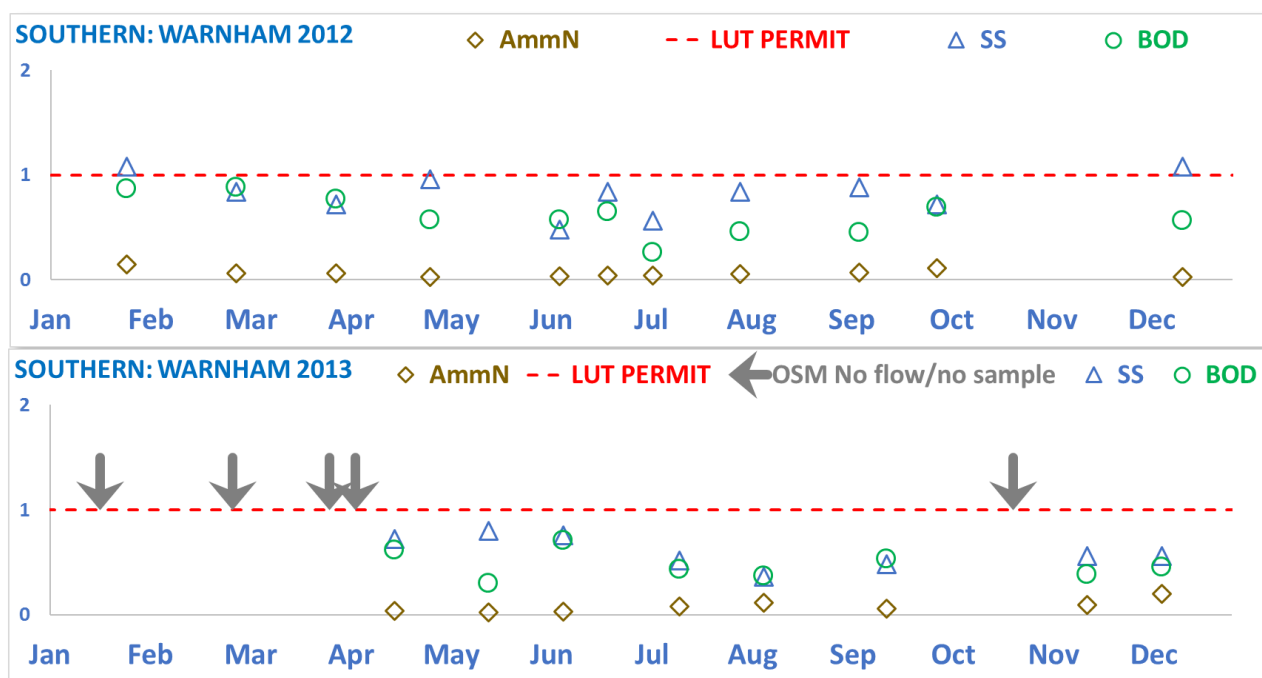 SOUTHERN: WARNHAM 2012 AmmN LUT PERMIT SS BOD
2
1
0
Jan Feb Mar Apr May Jun Jul Aug Sep Oct Nov Dec
SOUTHERN: WARNHAM 2013 AmmN LUT PERMIT OSM No flow/no sample SS BOD
2
1
0
Jan Feb Mar Apr May Jun Jul Aug Sep Oct Nov Dec